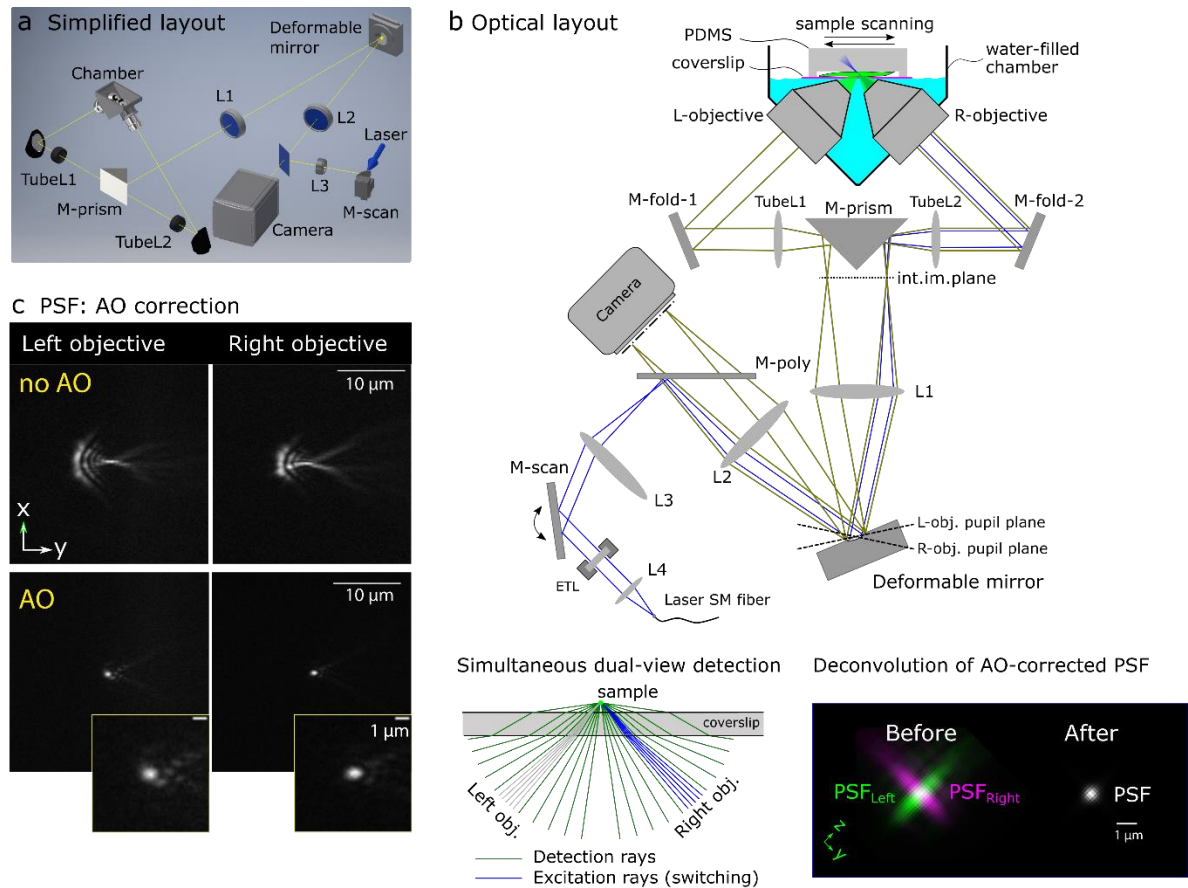 a Simplified layout
Deformable
mirror
Chamber
L1
L2
Laser
TubeL1
L3
M-prism
M-scan
TubeL2
Camera
b Optical layout
sample scanning
PDMS
coverslip
water-filled
chamber
L-objective
R-objective
M-fold-1
TubeL1
M-prism
TubeL2
M-fold-2
int.im.plane
Camera
M-poly
L1
L2
M-scan
L3
L-obj. pupil plane
R-obj. pupil plane
L4
ETL
Deformable mirror
Laser SM fiber
c PSF: AO correction
Left objective
Right objective
no AO
10 µm
x
y
AO
10 µm
1 µm
Simultaneous dual-view detection
sample
coverslip
Left obj.
Right obj.
Detection rays
Excitation rays (switching)
Deconvolution of AO-corrected PSF
Before
After
PSFLeft
PSFRight
PSF
1 µm
z
y